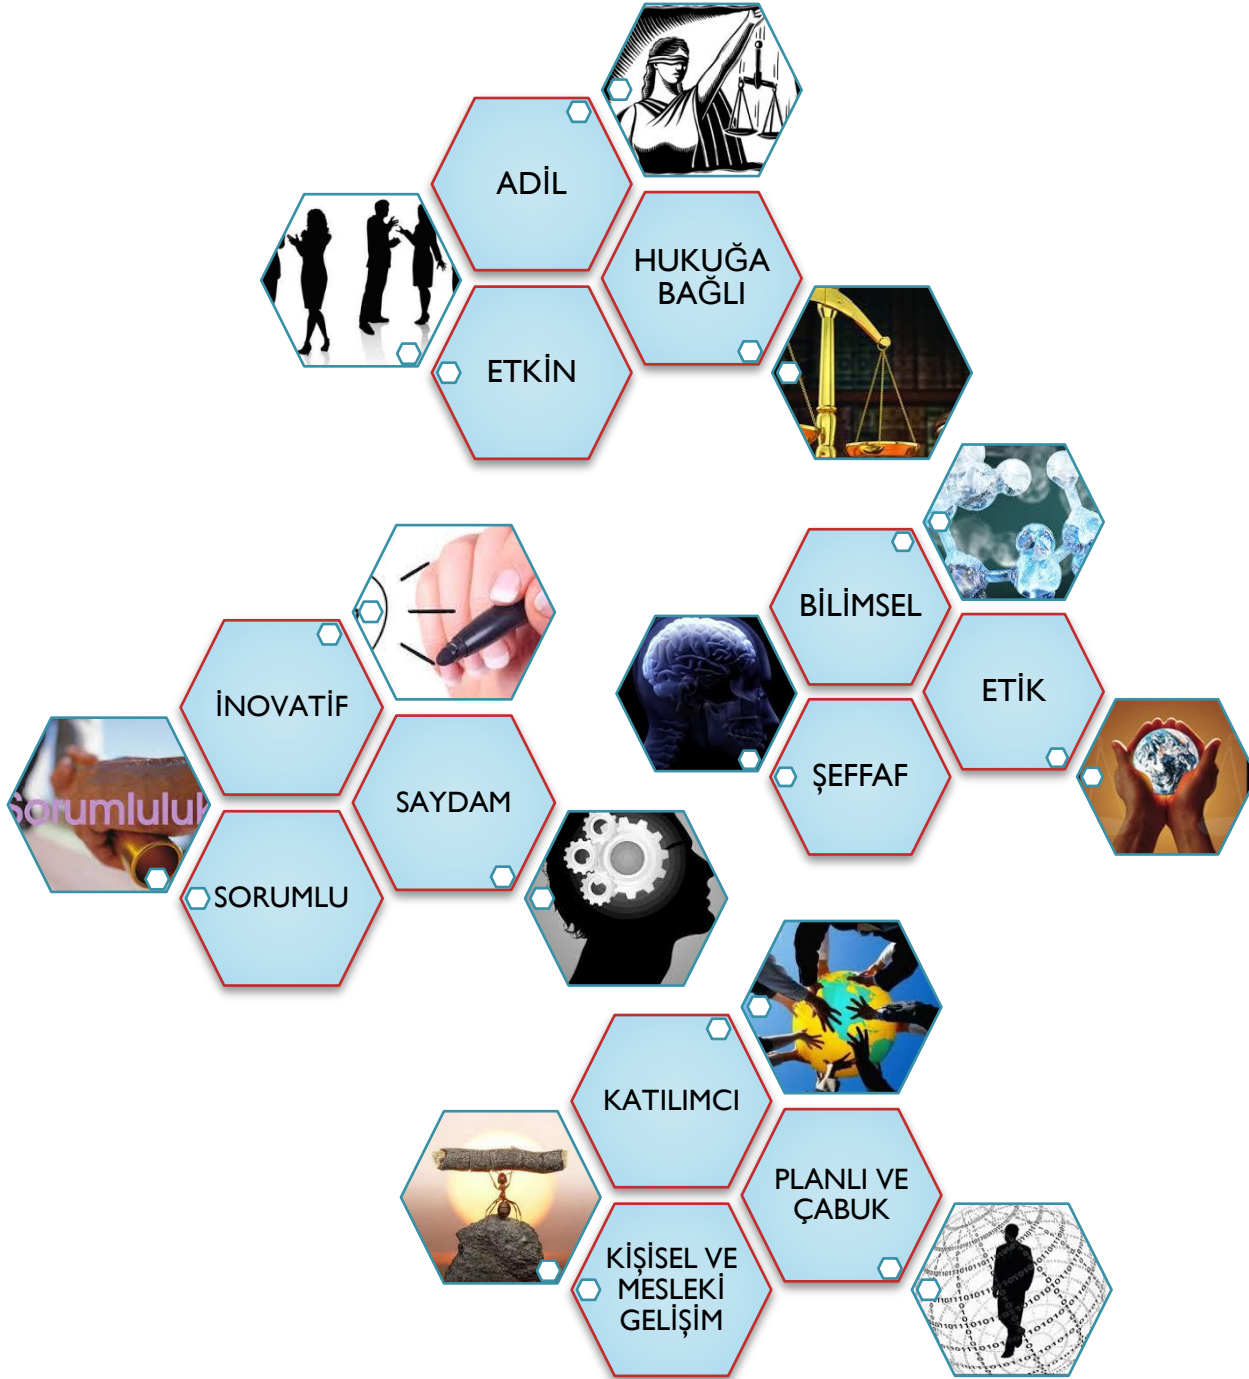 ADİL
HUKUĞA
BAĞLI
ETKİN
BİLİMSEL
ETİK
ŞEFFAF
İNOVATİF
SAYDAM
SORUMLU
Sorumluluk
KATILIMCI
PLANLI VE
ÇABUK
KİŞİSEL VE
MESLEKİ
GELİŞİM